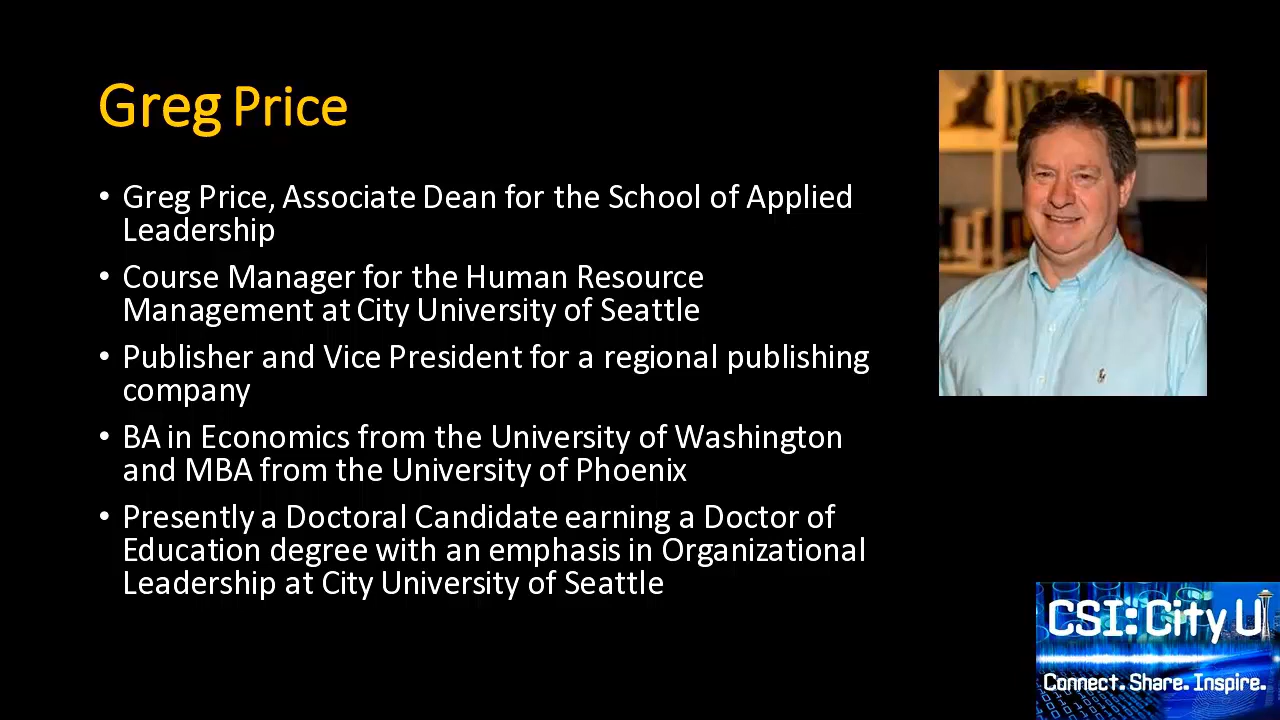 Greg Price
• Greg Price, Associate Dean for the School of Applied
Leadership
• Course Manager for the Human Resource
Management at City University of Seattle
• Publisher and Vice President for a regional publishing
company
• BA in Economics from the University of Washington
and MBA from the University of Phoenix
• Presently a Doctoral Candidate earning a Doctor of
Education degree with an emphasis in Organizational
Leadership at City University of Seattle
CSI: City U
Connect. Share. Inspire.